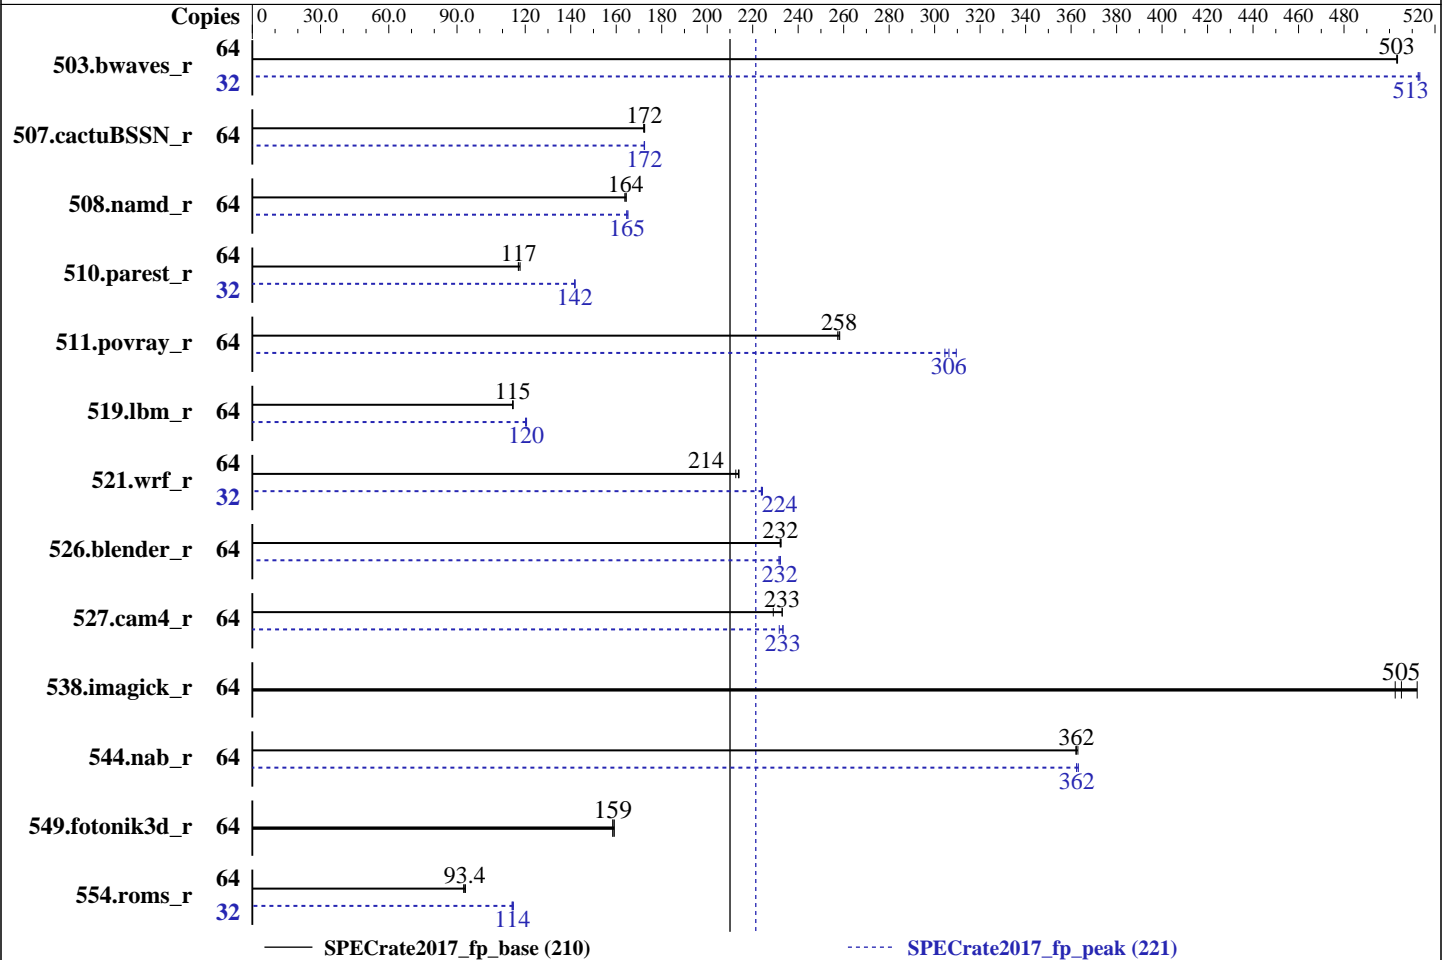 Copies 0 30.0 60.0 90.0 120 140 160 180 200 220 240 260 280 300 320 340 360 380 400 420 440 460 480 520
503.bwaves_r 64 503
32 513
507.cactuBSSN_r 64 172
172
508.namd_r 64 164
165
510.parest_r 64 117
32 142
511.povray_r 64 258
306
519.lbm_r 64 115
120
521.wrf_r 64 214
32 224
526.blender_r 64 232
232
527.cam4_r 64 233
233
538.imagick_r 64 505
544.nab_r 64 362
362
549.fotonik3d_r 64 159
554.roms_r 64 93.4
32 114
SPECrate2017_fp_base (210) SPECrate2017_fp_peak (221)